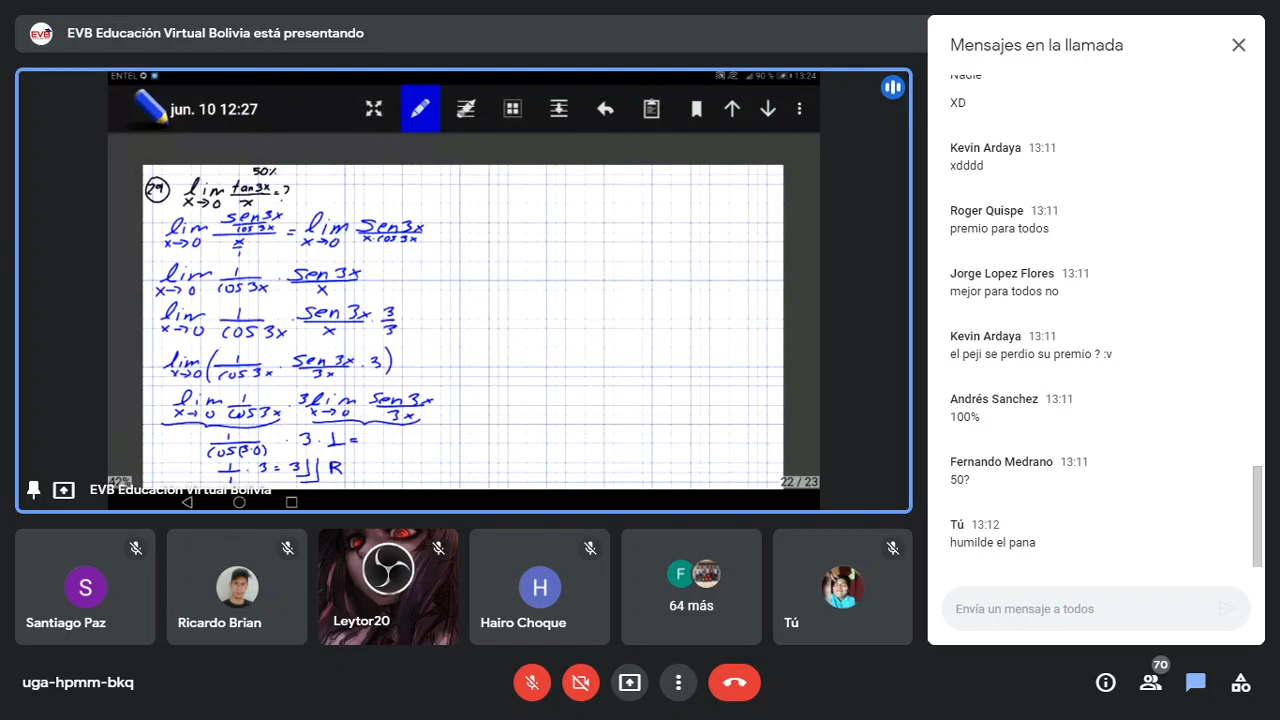 EVB Educación Virtual Bolivia está presentando
Mensajes en la llamada
ENTEL
90 % 13:24
jun. 10 12:27
50%
29 lim x→0 tan3x/x = ?
lim x→0 (sen3x/cos3x)/(x/1) = lim x→0 sen3x/(x·cos3x)
lim x→0 1/cos3x · sen3x/x
lim x→0 1/cos3x · sen3x/x · 3/3
lim x→0 (1/cos3x · sen3x/3x · 3)
lim x→0 1/cos3x · 3 lim x→0 sen3x/3x
1/cos(3·0) · 3 · 1 =
1/1 · 3 = 3 R
42%
22 / 23
EVB Educación Virtual Bolivia
Nadie
XD
Kevin Ardaya 13:11
xdddd
Roger Quispe 13:11
premio para todos
Jorge Lopez Flores 13:11
mejor para todos no
Kevin Ardaya 13:11
el peji se perdio su premio ? :v
Andrés Sanchez 13:11
100%
Fernando Medrano 13:11
50?
Tú 13:12
humilde el pana
Envía un mensaje a todos
S
Santiago Paz
Ricardo Brian
Leytor20
H
Hairo Choque
F
64 más
Tú
uga-hpmm-bkq
70